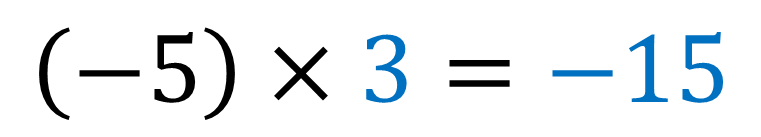 (−5) × 3 = −15